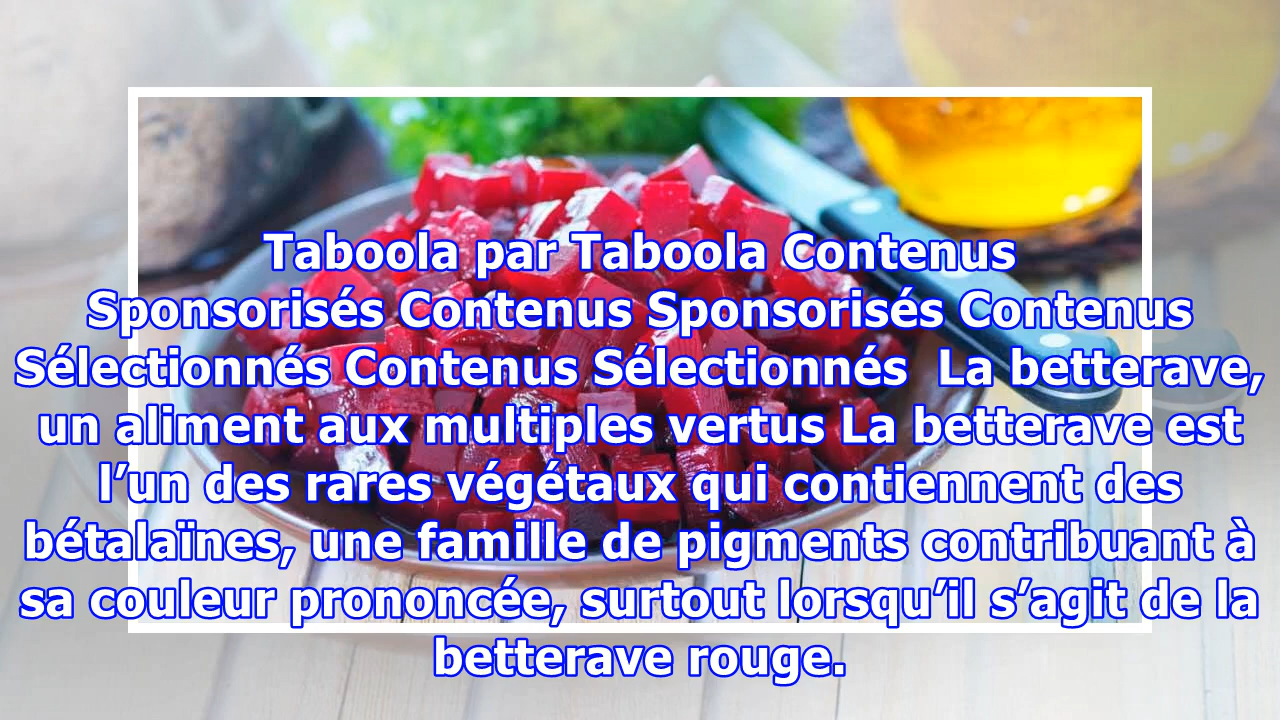 Taboola par Taboola Contenus
Sponsorisés Contenus Sponsorisés Contenus
Sélectionnés Contenus Sélectionnés  La betterave,
un aliment aux multiples vertus La betterave est
l’un des rares végétaux qui contiennent des
bétalaïnes, une famille de pigments contribuant à
sa couleur prononcée, surtout lorsqu’il s’agit de la
betterave rouge.